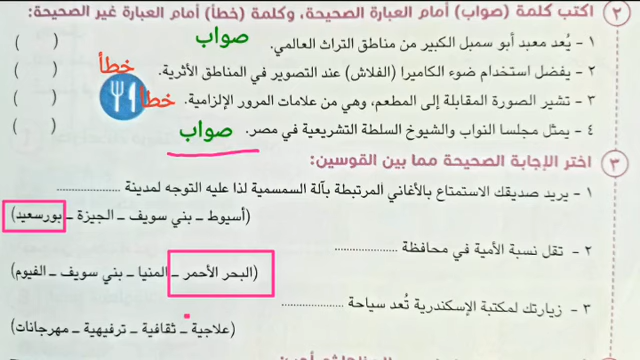 ٢ اكتب كلمة (صواب) أمام العبارة الصحيحة، وكلمة (خطأ) أمام العبارة غير الصحيحة:
صواب
١ - يُعد معبد أبو سمبل الكبير من مناطق التراث العالمي. ( )
خطأ
٢ - يفضل استخدام ضوء الكاميرا (الفلاش) عند التصوير في المناطق الأثرية. ( )
٣ - تشير الصورة المقابلة إلى المطعم، وهي من علامات المرور الإلزامية. خطأ ( )
٤ - يمثل مجلسا النواب والشيوخ السلطة التشريعية في مصر. صواب ( )
٣ اختر الإجابة الصحيحة مما بين القوسين:
١ - يريد صديقك الاستمتاع بالأغاني المرتبطة بآلة السمسمية لذا عليه التوجه لمدينة ................
(أسيوط – بني سويف – الجيزة – بورسعيد)
٢ - تقل نسبة الأمية في محافظة ................
(البحر الأحمر – المنيا – بني سويف – الفيوم)
٣ - زيارتك لمكتبة الإسكندرية تُعد سياحة ................
(علاجية – ثقافية – ترفيهية – مهرجانات)